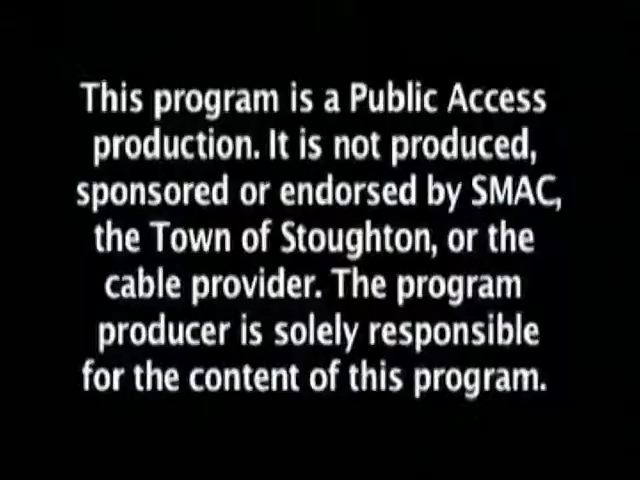 This program is a Public Access
production. It is not produced,
sponsored or endorsed by SMAC,
the Town of Stoughton, or the
cable provider. The program
producer is solely responsible
for the content of this program.